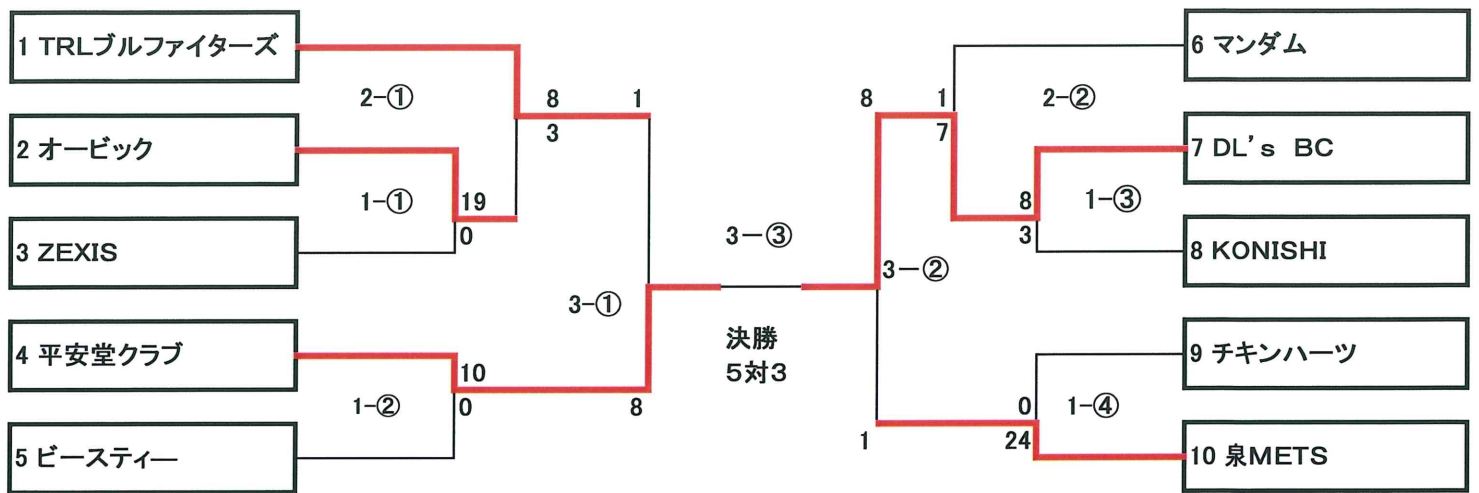 1 TRLブルファイターズ
2-①
8
1
3
2 オービック
1-①
19
0
3 ZEXIS
3-①
4 平安堂クラブ
10
1-②
0
8
5 ビースティー
3－③
決勝
5対3
6 マンダム
8
1
2-②
7
7 DL's BC
8
1-③
3
8 KONISHI
3－②
9 チキンハーツ
0
1-④
1
24
10 泉METS